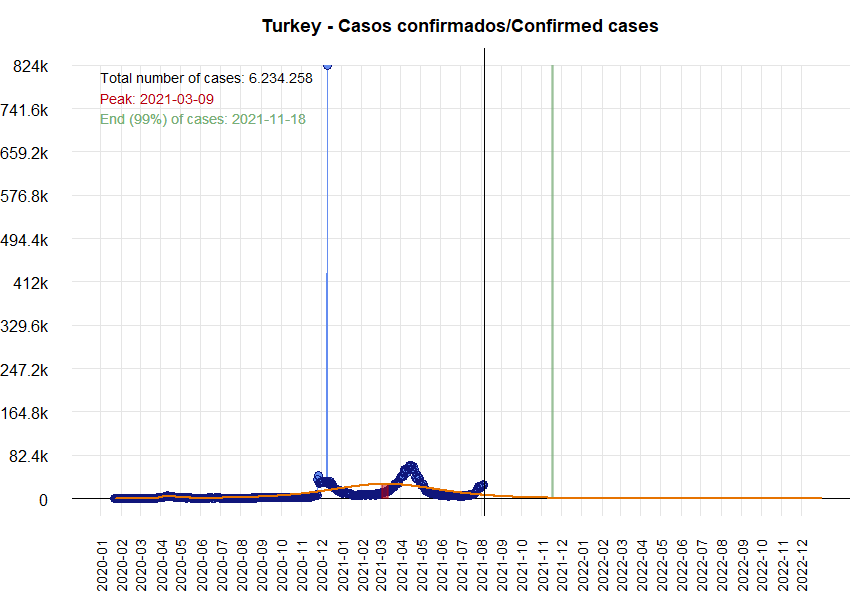 Turkey - Casos confirmados/Confirmed cases
824k
Total number of cases: 6.234.258
Peak: 2021-03-09
741.6k
End (99%) of cases: 2021-11-18
659.2k
576.8k
494.4k
412k
329.6k
247.2k
164.8k
82.4k
0
2020-01
2020-02
2020-03
2020-04
2020-05
2020-06
2020-07
2020-08
2020-09
2020-10
2020-11
2020-12
2021-01
2021-02
2021-03
2021-04
2021-05
2021-06
2021-07
2021-08
2021-09
2021-10
2021-11
2021-12
2022-01
2022-02
2022-03
2022-04
2022-05
2022-06
2022-07
2022-08
2022-09
2022-10
2022-11
2022-12